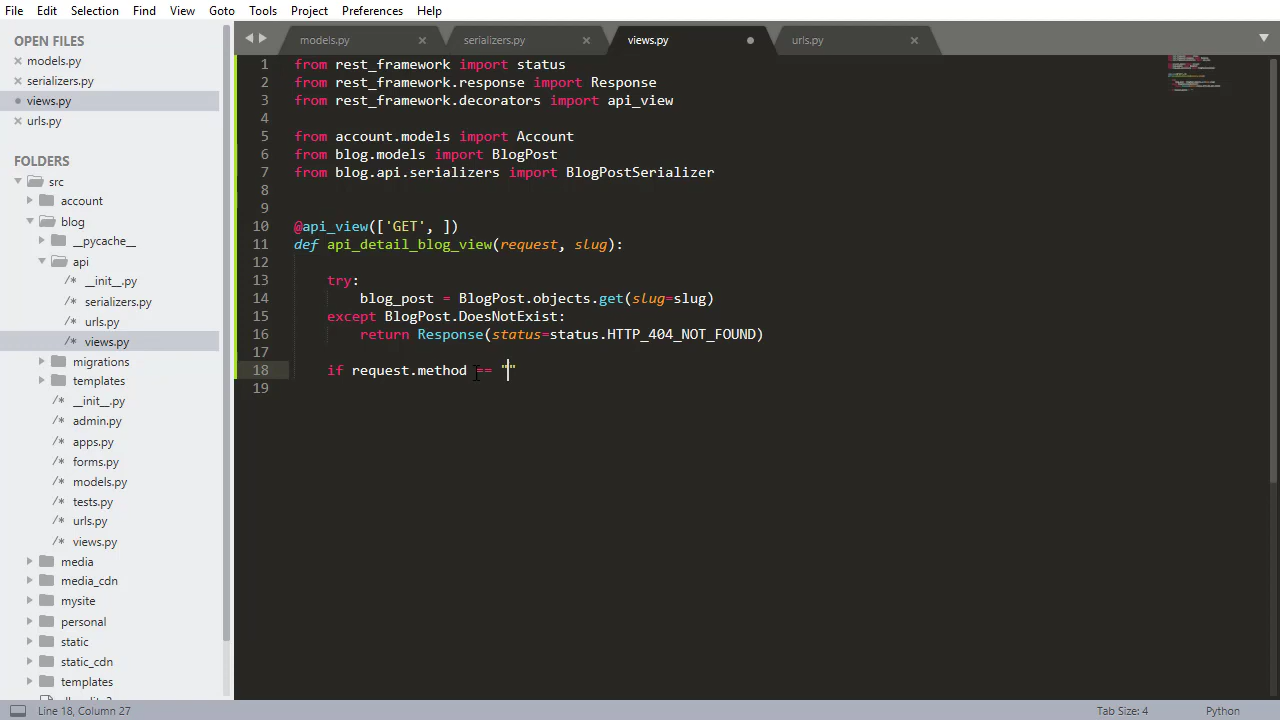 File Edit Selection Find View Goto Tools Project Preferences Help
OPEN FILES
models.py
serializers.py
views.py
urls.py
FOLDERS
src
account
blog
__pycache__
api
/* __init__.py
/* serializers.py
/* urls.py
/* views.py
migrations
templates
/* __init__.py
/* admin.py
/* apps.py
/* forms.py
/* models.py
/* tests.py
/* urls.py
/* views.py
media
media_cdn
mysite
personal
static
static_cdn
templates
models.py serializers.py views.py urls.py
1 from rest_framework import status
2 from rest_framework.response import Response
3 from rest_framework.decorators import api_view
4
5 from account.models import Account
6 from blog.models import BlogPost
7 from blog.api.serializers import BlogPostSerializer
8
9
10 @api_view(['GET', ])
11 def api_detail_blog_view(request, slug):
12
13 try:
14 blog_post = BlogPost.objects.get(slug=slug)
15 except BlogPost.DoesNotExist:
16 return Response(status=status.HTTP_404_NOT_FOUND)
17
18 if request.method == ""
19
Line 18, Column 27 Tab Size: 4 Python